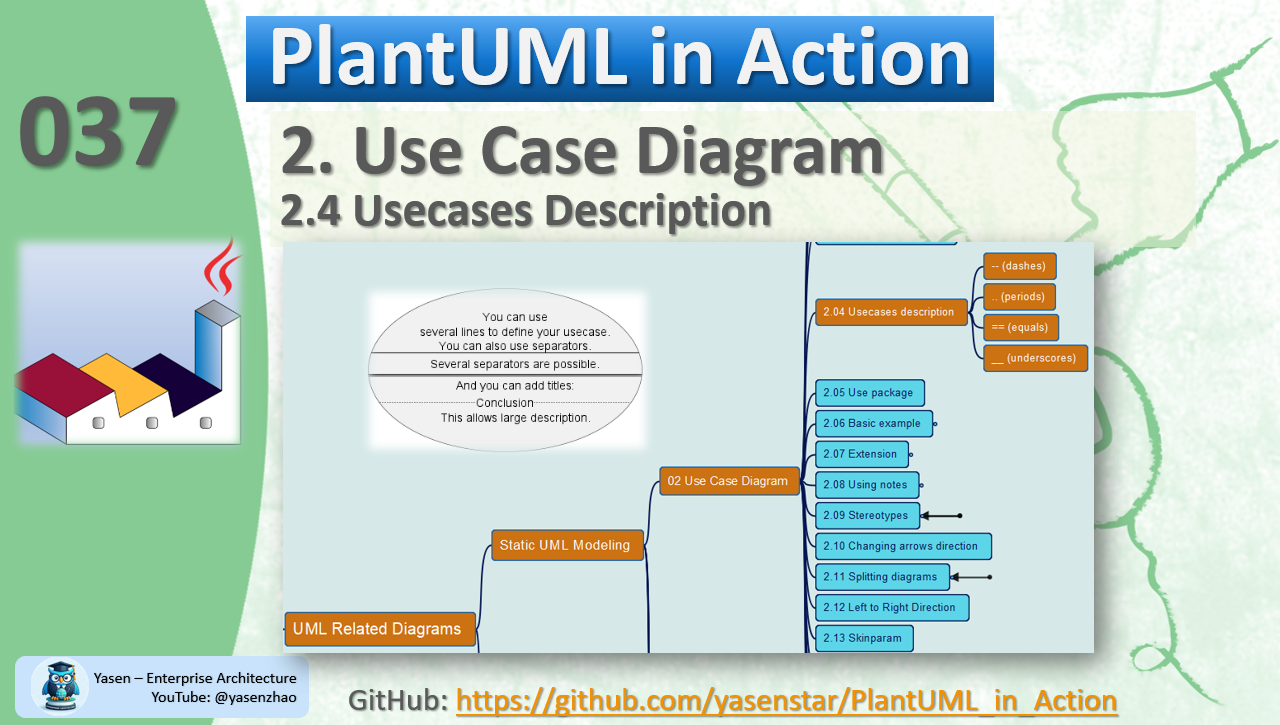 PlantUML in Action
037
2. Use Case Diagram
2.4 Usecases Description
You can use
several lines to define your usecase.
You can also use separators.
Several separators are possible.
And you can add titles:
Conclusion
This allows large description.
-- (dashes)
.. (periods)
== (equals)
__ (underscores)
2.04 Usecases description
2.05 Use package
2.06 Basic example
2.07 Extension
2.08 Using notes
2.09 Stereotypes
2.10 Changing arrows direction
2.11 Splitting diagrams
2.12 Left to Right Direction
2.13 Skinparam
02 Use Case Diagram
Static UML Modeling
UML Related Diagrams
Yasen – Enterprise Architecture
YouTube: @yasenzhao
GitHub: https://github.com/yasenstar/PlantUML_in_Action